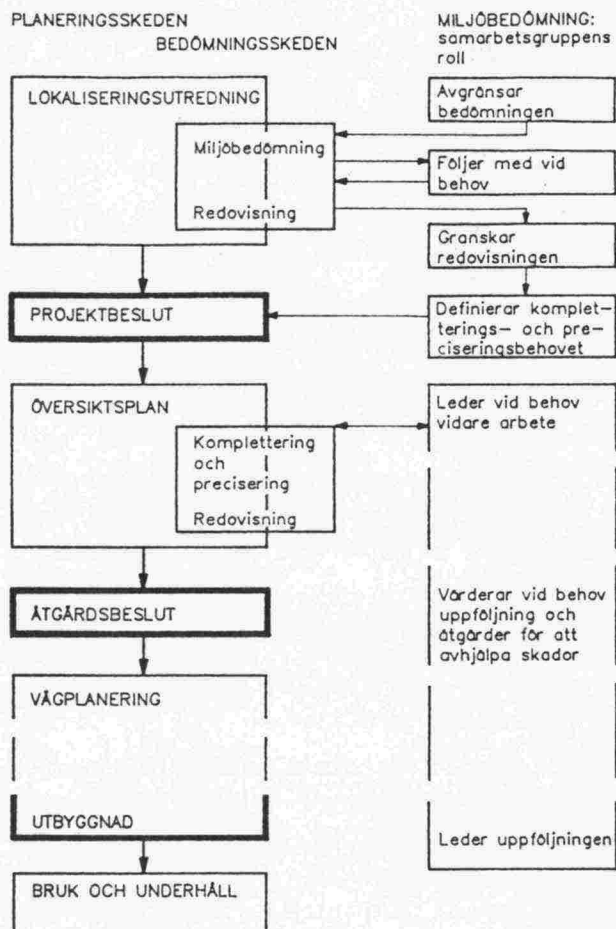 PLANERINGSSKEDEN
BEDÖMNINGSSKEDEN
MILJÖBEDÖMNING:
samarbetsgruppens
roll
LOKALISERINGSUTREDNING
Miljöbedömning
Redovisning
Avgränsar
bedömningen
Följer med vid
behov
Granskar
redovisningen
PROJEKTBESLUT
Definierar komplet-
terings- och pre-
ciseringsbehovet
ÖVERSIKTSPLAN
Komplettering
och
precisering
Redovisning
Leder vid behov
vidare arbete
ÅTGÄRDSBESLUT
Värderar vid behov
uppföljning och
åtgärder för att
avhjälpa skador
VÄGPLANERING
UTBYGGNAD
Leder uppföljningen
BRUK OCH UNDERHÅLL